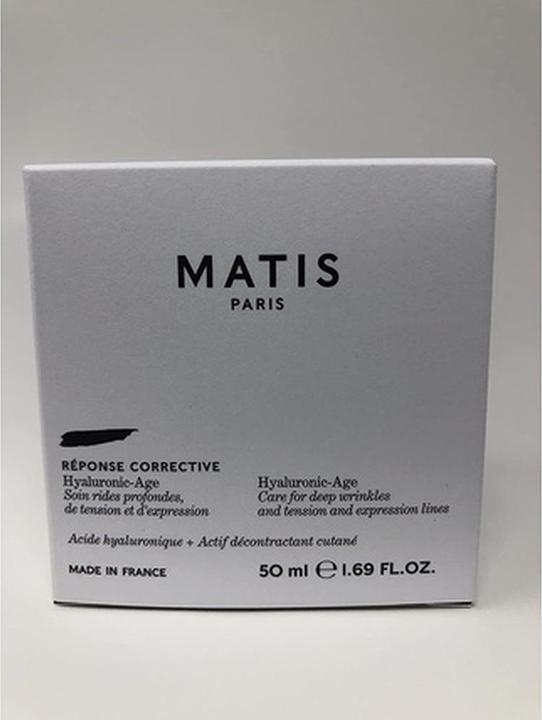 MATIS
PARIS
RÉPONSE CORRECTIVE
Hyaluronic-Age
Soin rides profondes,
de tension et d'expression
Hyaluronic-Age
Care for deep wrinkles
and tension and expression lines
Acide hyaluronique + Actif décontractant cutané
MADE IN FRANCE
50 ml ℮ 1.69 FL.OZ.